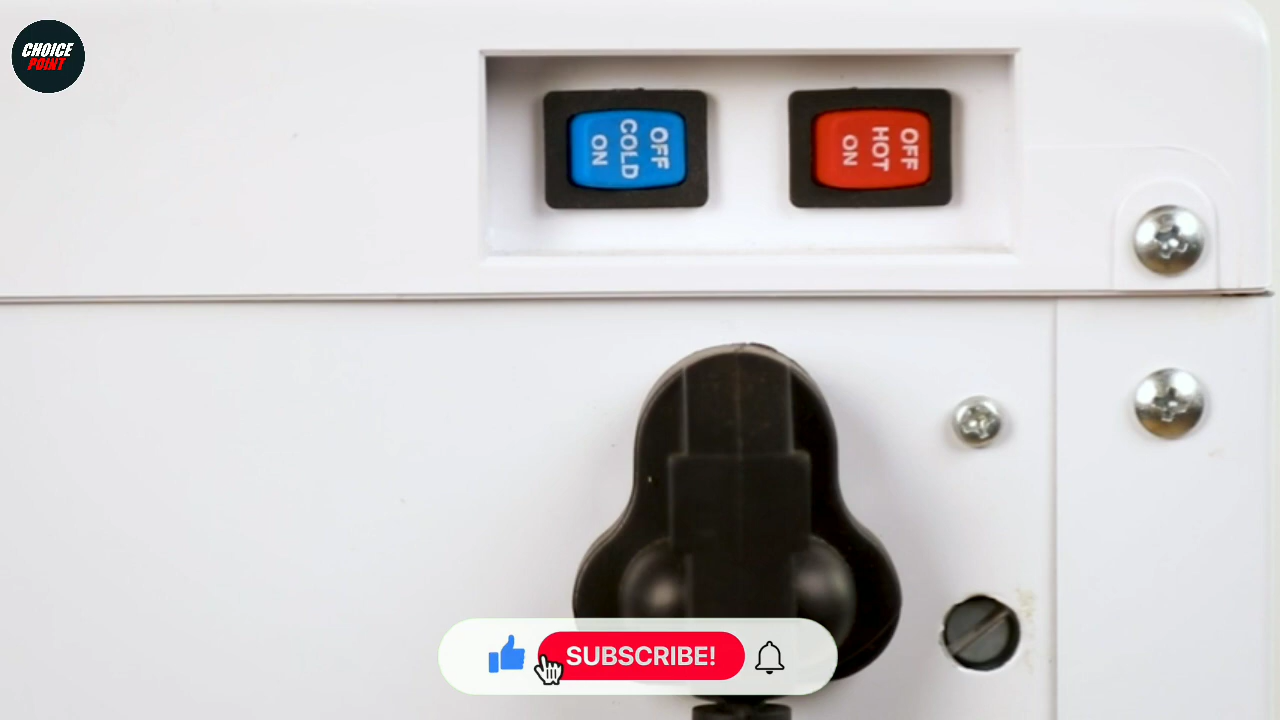 CHOICE
POINT
OFF
COLD
ON
OFF
HOT
ON
SUBSCRIBE!